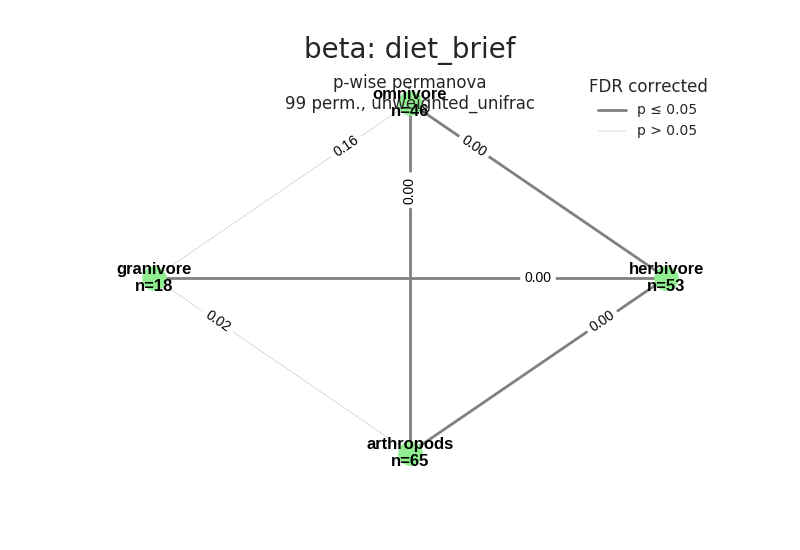 beta: diet_brief
p-wise permanova
99 perm., unweighted_unifrac
FDR corrected
p ≤ 0.05
p > 0.05
omnivore
n=46
0.16
0.00
0.00
granivore
n=18
0.00
herbivore
n=53
0.02
0.00
arthropods
n=65